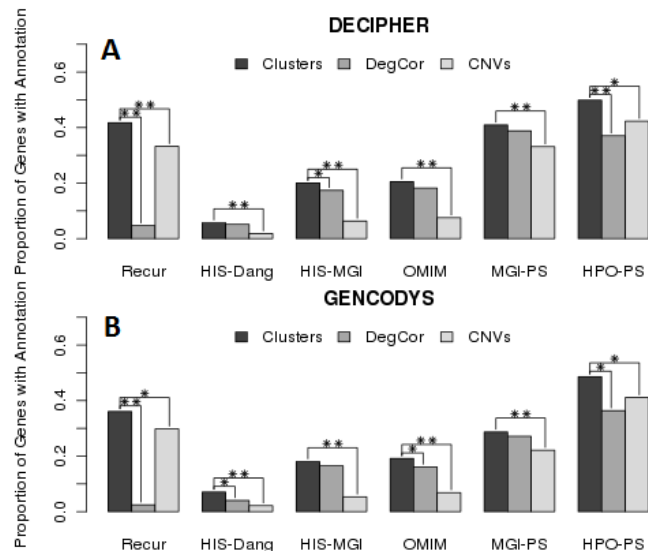 DECIPHER
A
Clusters DegCor CNVs
Proportion of Genes with Annotation
0.0 0.2 0.4 0.6
** ** ** * ** ** ** ** *
Recur HIS-Dang HIS-MGI OMIM MGI-PS HPO-PS
GENCODYS
B
Clusters DegCor CNVs
Proportion of Genes with Annotation
0.0 0.2 0.4 0.6
** * * ** ** * ** ** * *
Recur HIS-Dang HIS-MGI OMIM MGI-PS HPO-PS